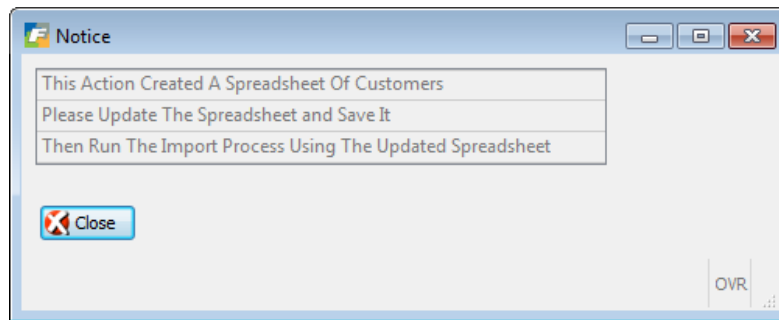 Notice
This Action Created A Spreadsheet Of Customers
Please Update The Spreadsheet and Save It
Then Run The Import Process Using The Updated Spreadsheet
Close
OVR